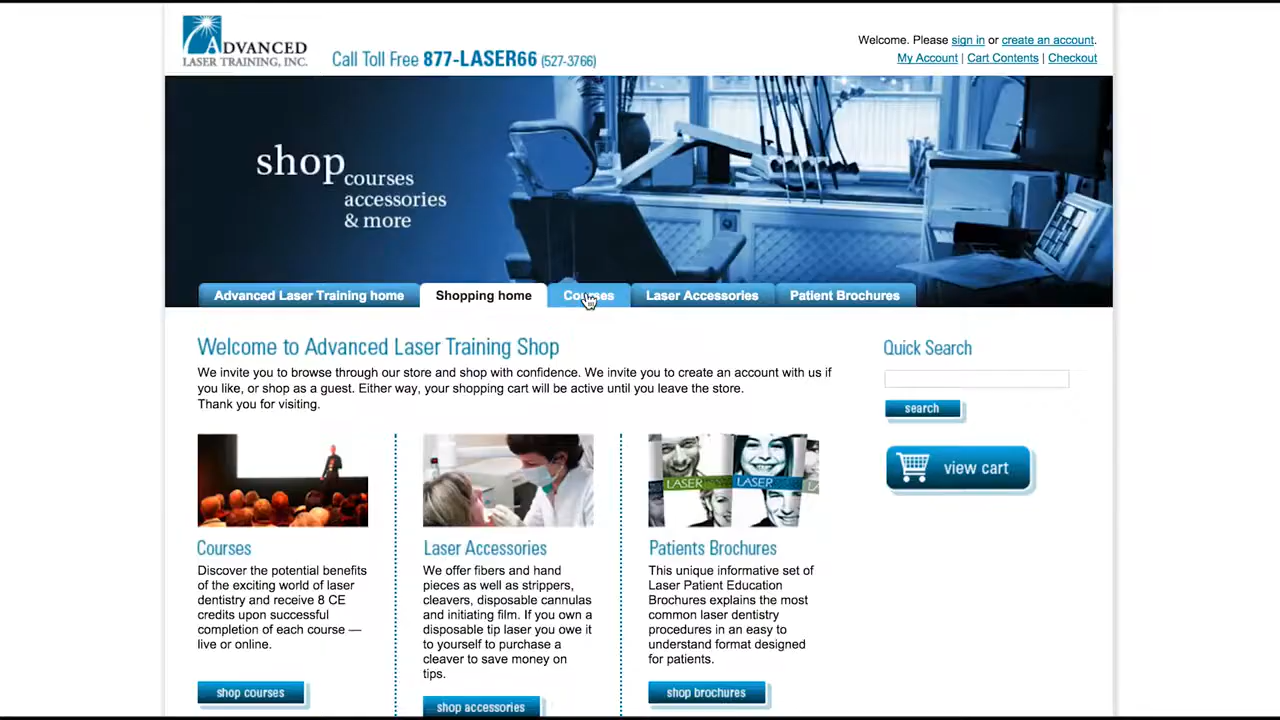 ADVANCED
LASER TRAINING, INC.
Call Toll Free 877-LASER66 (527-3766)
Welcome. Please sign in or create an account.
My Account | Cart Contents | Checkout
shop
courses
accessories
& more
Advanced Laser Training home
Shopping home
Courses
Laser Accessories
Patient Brochures
Welcome to Advanced Laser Training Shop
We invite you to browse through our store and shop with confidence. We invite you to create an account with us if
you like, or shop as a guest. Either way, your shopping cart will be active until you leave the store.
Thank you for visiting.
Quick Search
search
view cart
Courses
Discover the potential benefits
of the exciting world of laser
dentistry and receive 8 CE
credits upon successful
completion of each course —
live or online.
shop courses
Laser Accessories
We offer fibers and hand
pieces as well as strippers,
cleavers, disposable cannulas
and initiating film. If you own a
disposable tip laser you owe it
to yourself to purchase a
cleaver to save money on
tips.
shop accessories
LASER
LASER
Patients Brochures
This unique informative set of
Laser Patient Education
Brochures explains the most
common laser dentistry
procedures in an easy to
understand format designed
for patients.
shop brochures